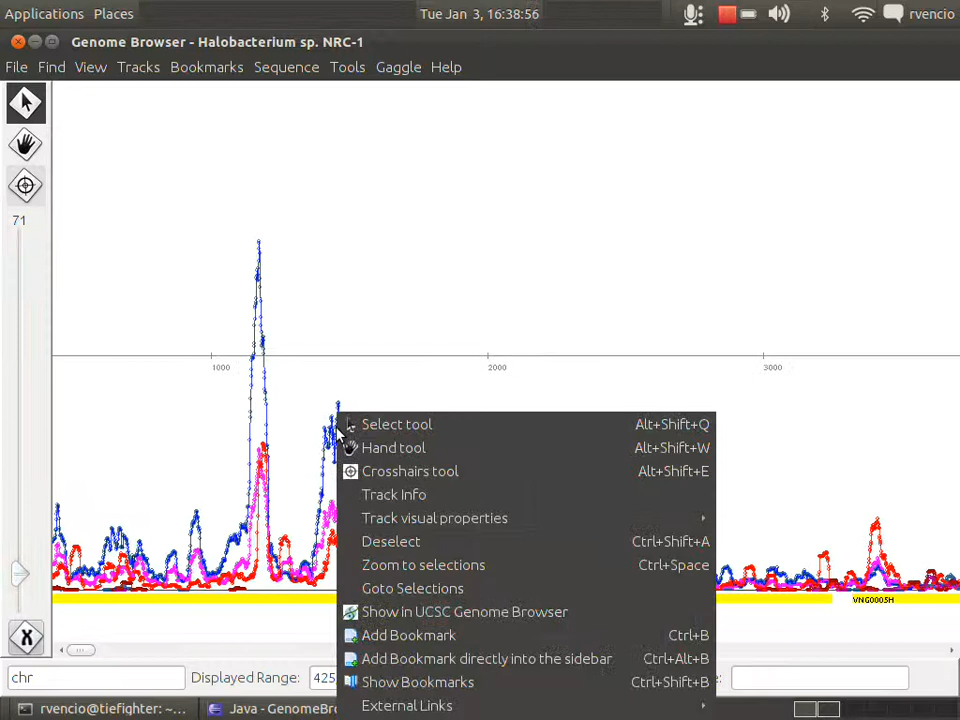 Applications Places Tue Jan 3, 16:38:56 rvencio
Genome Browser - Halobacterium sp. NRC-1
File Find View Tracks Bookmarks Sequence Tools Gaggle Help
71
1000 2000 3000
Select tool Alt+Shift+Q
Hand tool Alt+Shift+W
Crosshairs tool Alt+Shift+E
Track Info
Track visual properties
Deselect Ctrl+Shift+A
Zoom to selections Ctrl+Space
Goto Selections
VNG0005H
Show in UCSC Genome Browser
Add Bookmark Ctrl+B
Add Bookmark directly into the sidebar Ctrl+Alt+B
chr Displayed Range: 425
Show Bookmarks Ctrl+Shift+B
External Links
rvencio@tiefighter: ~... Java - GenomeBro